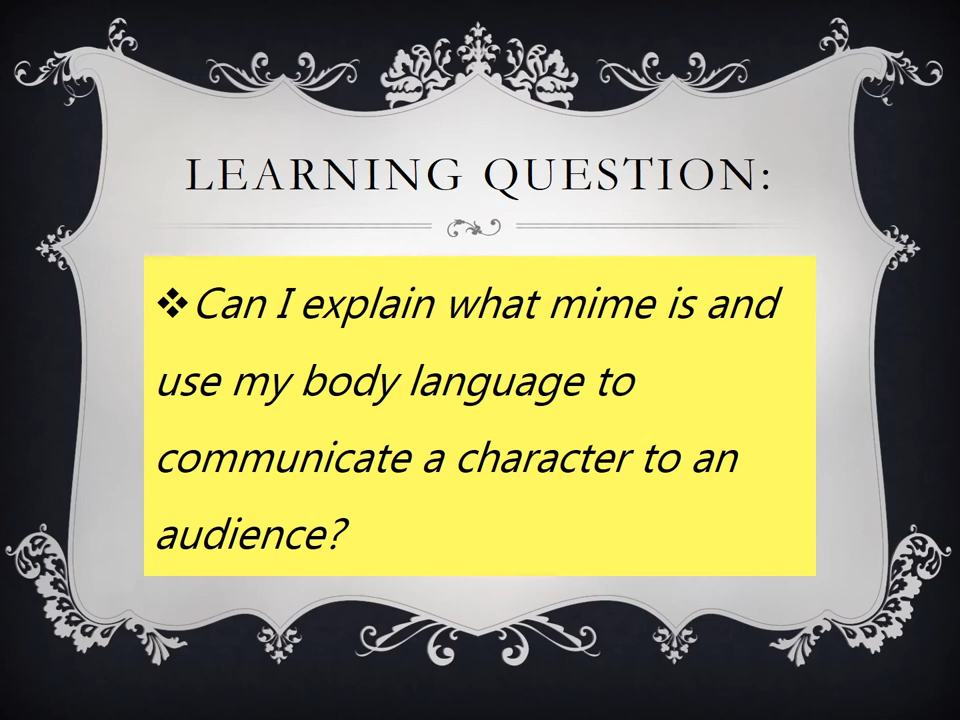 LEARNING QUESTION:
❖Can I explain what mime is and
use my body language to
communicate a character to an
audience?